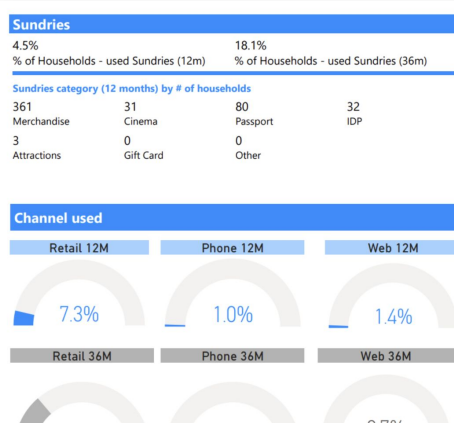 Sundries
4.5% 18.1%
% of Households - used Sundries (12m) % of Households - used Sundries (36m)
Sundries category (12 months) by # of households
361 31 80 32
Merchandise Cinema Passport IDP
3 0 0
Attractions Gift Card Other
Channel used
Retail 12M Phone 12M Web 12M
7.3% 1.0% 1.4%
Retail 36M Phone 36M Web 36M